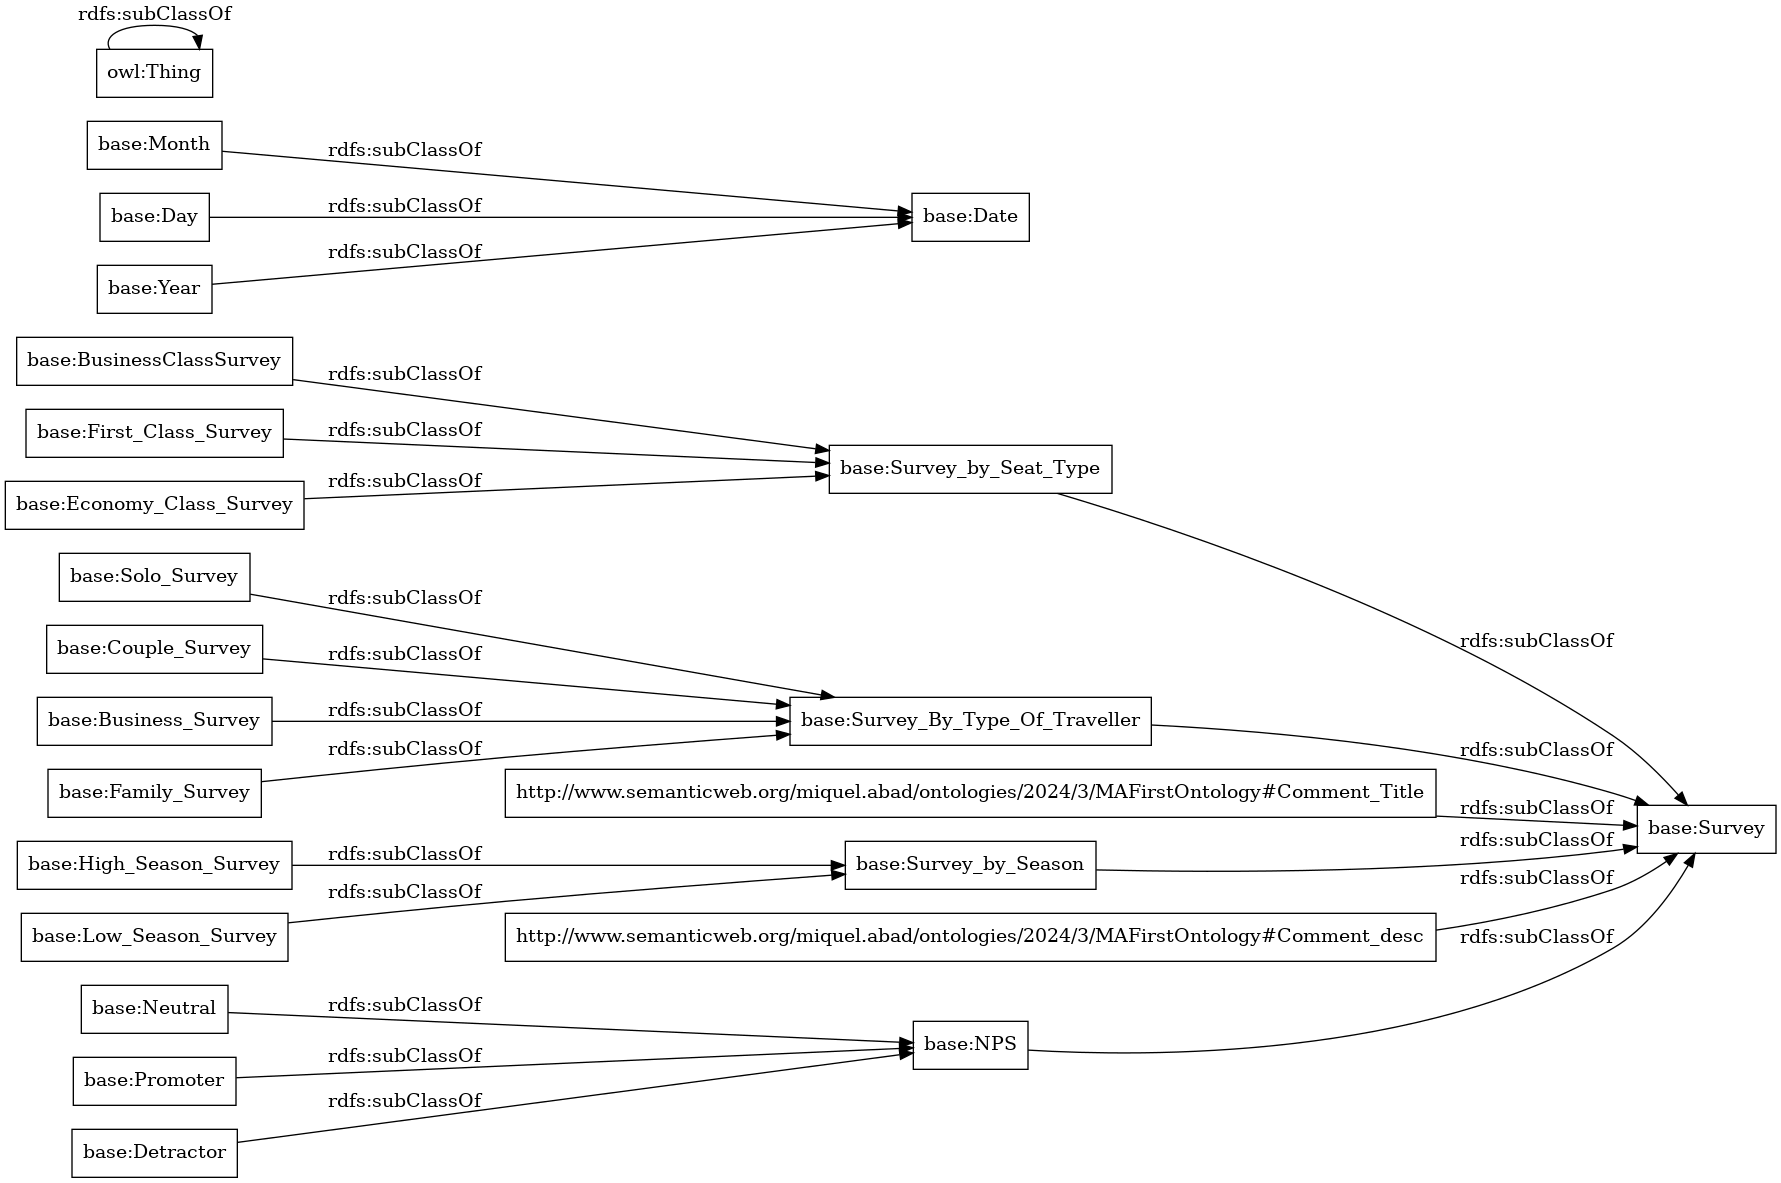 rdfs:subClassOf
owl:Thing
base:Month
rdfs:subClassOf
base:Day
rdfs:subClassOf
base:Date
rdfs:subClassOf
base:Year
base:BusinessClassSurvey
rdfs:subClassOf
base:First_Class_Survey
rdfs:subClassOf
base:Survey_by_Seat_Type
rdfs:subClassOf
base:Economy_Class_Survey
base:Solo_Survey
rdfs:subClassOf
rdfs:subClassOf
base:Couple_Survey
rdfs:subClassOf
base:Business_Survey
rdfs:subClassOf
base:Survey_By_Type_Of_Traveller
rdfs:subClassOf
rdfs:subClassOf
base:Family_Survey
http://www.semanticweb.org/miquel.abad/ontologies/2024/3/MAFirstOntology#Comment_Title
rdfs:subClassOf
base:Survey
rdfs:subClassOf
base:High_Season_Survey
rdfs:subClassOf
base:Survey_by_Season
rdfs:subClassOf
rdfs:subClassOf
base:Low_Season_Survey
http://www.semanticweb.org/miquel.abad/ontologies/2024/3/MAFirstOntology#Comment_desc
rdfs:subClassOf
base:Neutral
rdfs:subClassOf
base:NPS
rdfs:subClassOf
base:Promoter
rdfs:subClassOf
base:Detractor